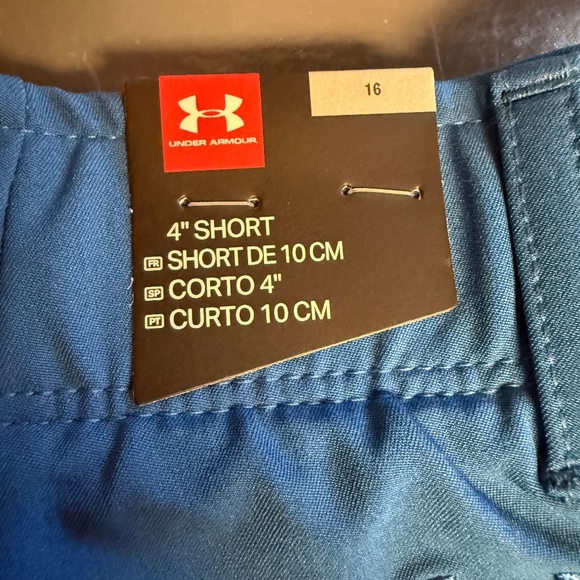 UNDER ARMOUR
16
4" SHORT
FR SHORT DE 10 CM
SP CORTO 4"
PT CURTO 10 CM